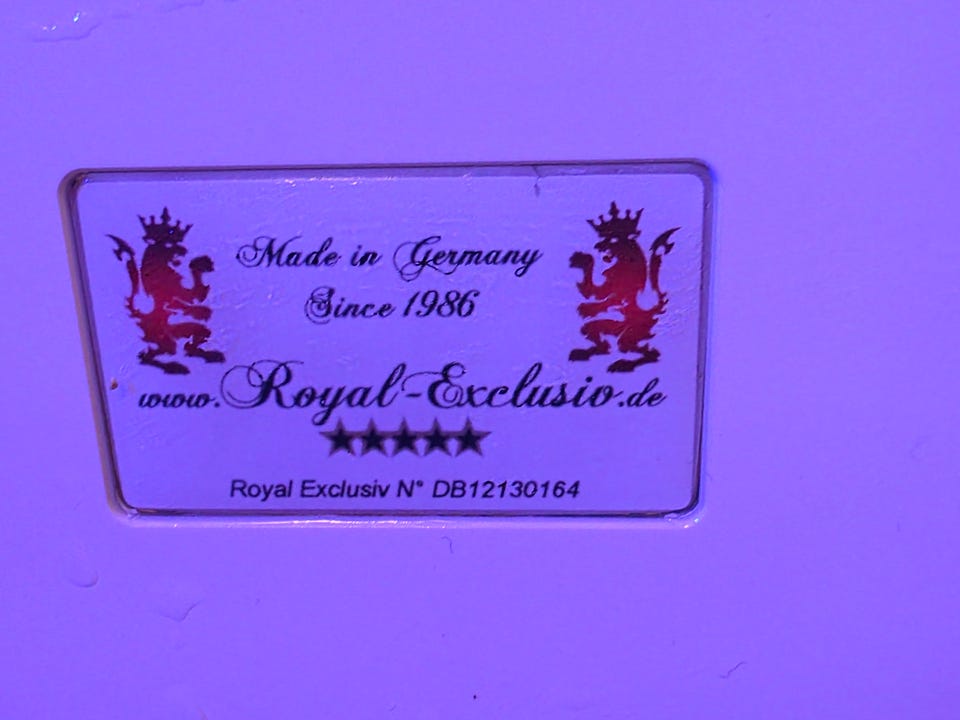 Made in Germany
Since 1986
www.Royal-Exclusiv.de
Royal Exclusiv N° DB12130164